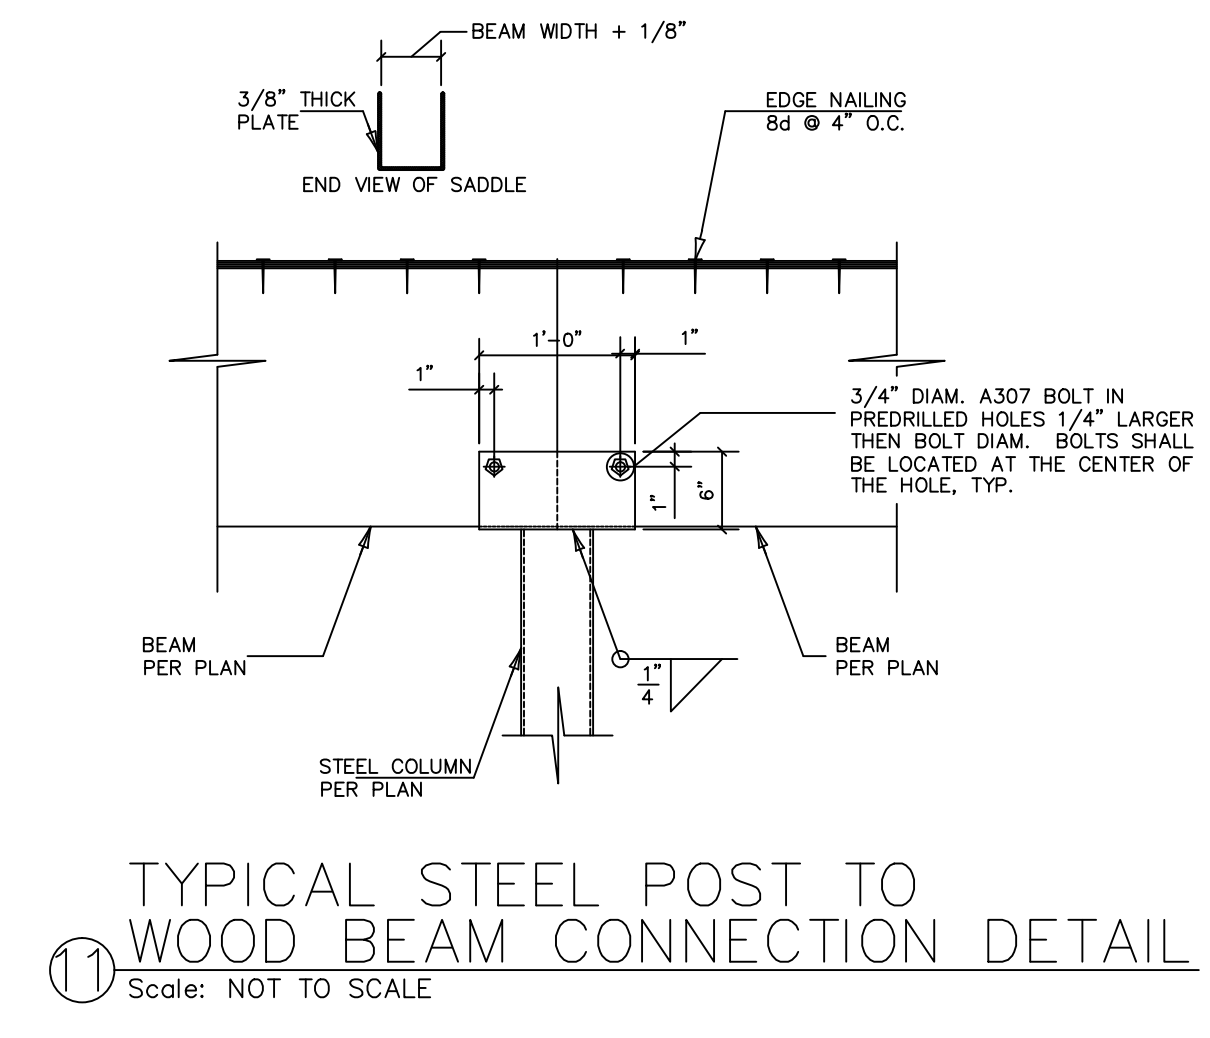 BEAM WIDTH + 1/8"
3/8" THICK
PLATE
END VIEW OF SADDLE
EDGE NAILING
8d @ 4" O.C.
1'-0"
1"
1"
3/4" DIAM. A307 BOLT IN
PREDRILLED HOLES 1/4" LARGER
THEN BOLT DIAM. BOLTS SHALL
BE LOCATED AT THE CENTER OF
THE HOLE, TYP.
1"
6"
BEAM
PER PLAN
BEAM
PER PLAN
1"
4
STEEL COLUMN
PER PLAN
TYPICAL STEEL POST TO
WOOD BEAM CONNECTION DETAIL
11
Scale: NOT TO SCALE